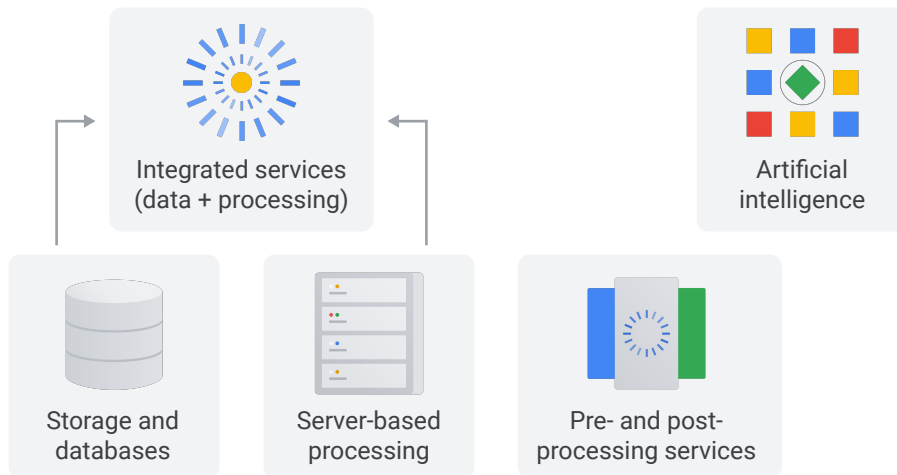 Integrated services
(data + processing)
Artificial
intelligence
Storage and
databases
Server-based
processing
Pre- and post-
processing services